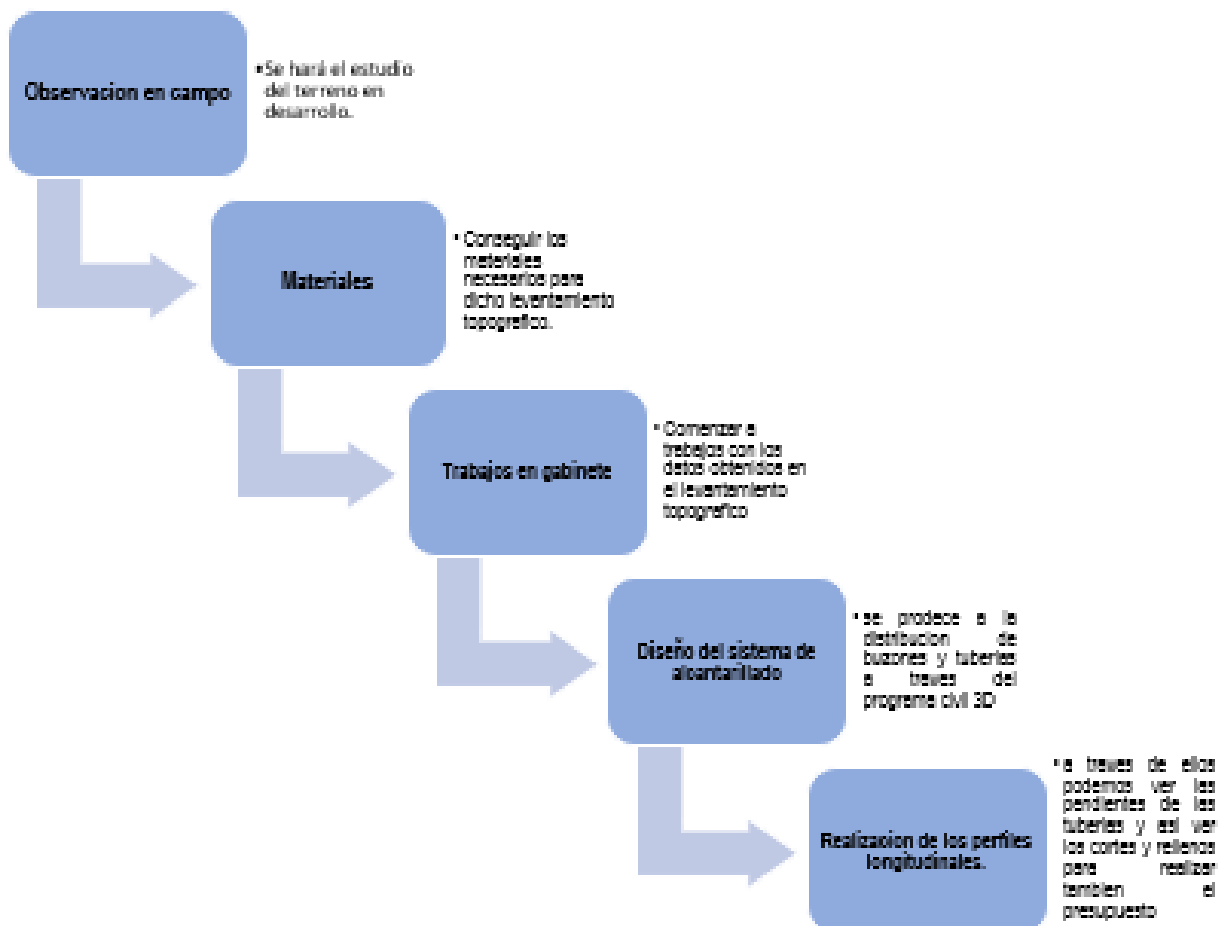 Observacion en campo
•Se hará el estudio
del terreno en
desarrollo.
Materiales
• Conseguir los
materiales
necesarios para
dicho levantamiento
topografico.
Trabajos en gabinete
• Comenzar a
trabajos con los
datos obtenidos en
el levantamiento
topografico
Diseño del sistema de
alcantarillado
• se prodece a la
distribucion de
buzones y tuberias
a traves del
programa civil 3D
Realizacion de los perfiles
longitudinales.
• a traves de ellos
podemos ver las
pendientes de las
tuberias y asi ver
los cortes y rellenos
para realizar
tambien el
presupuesto